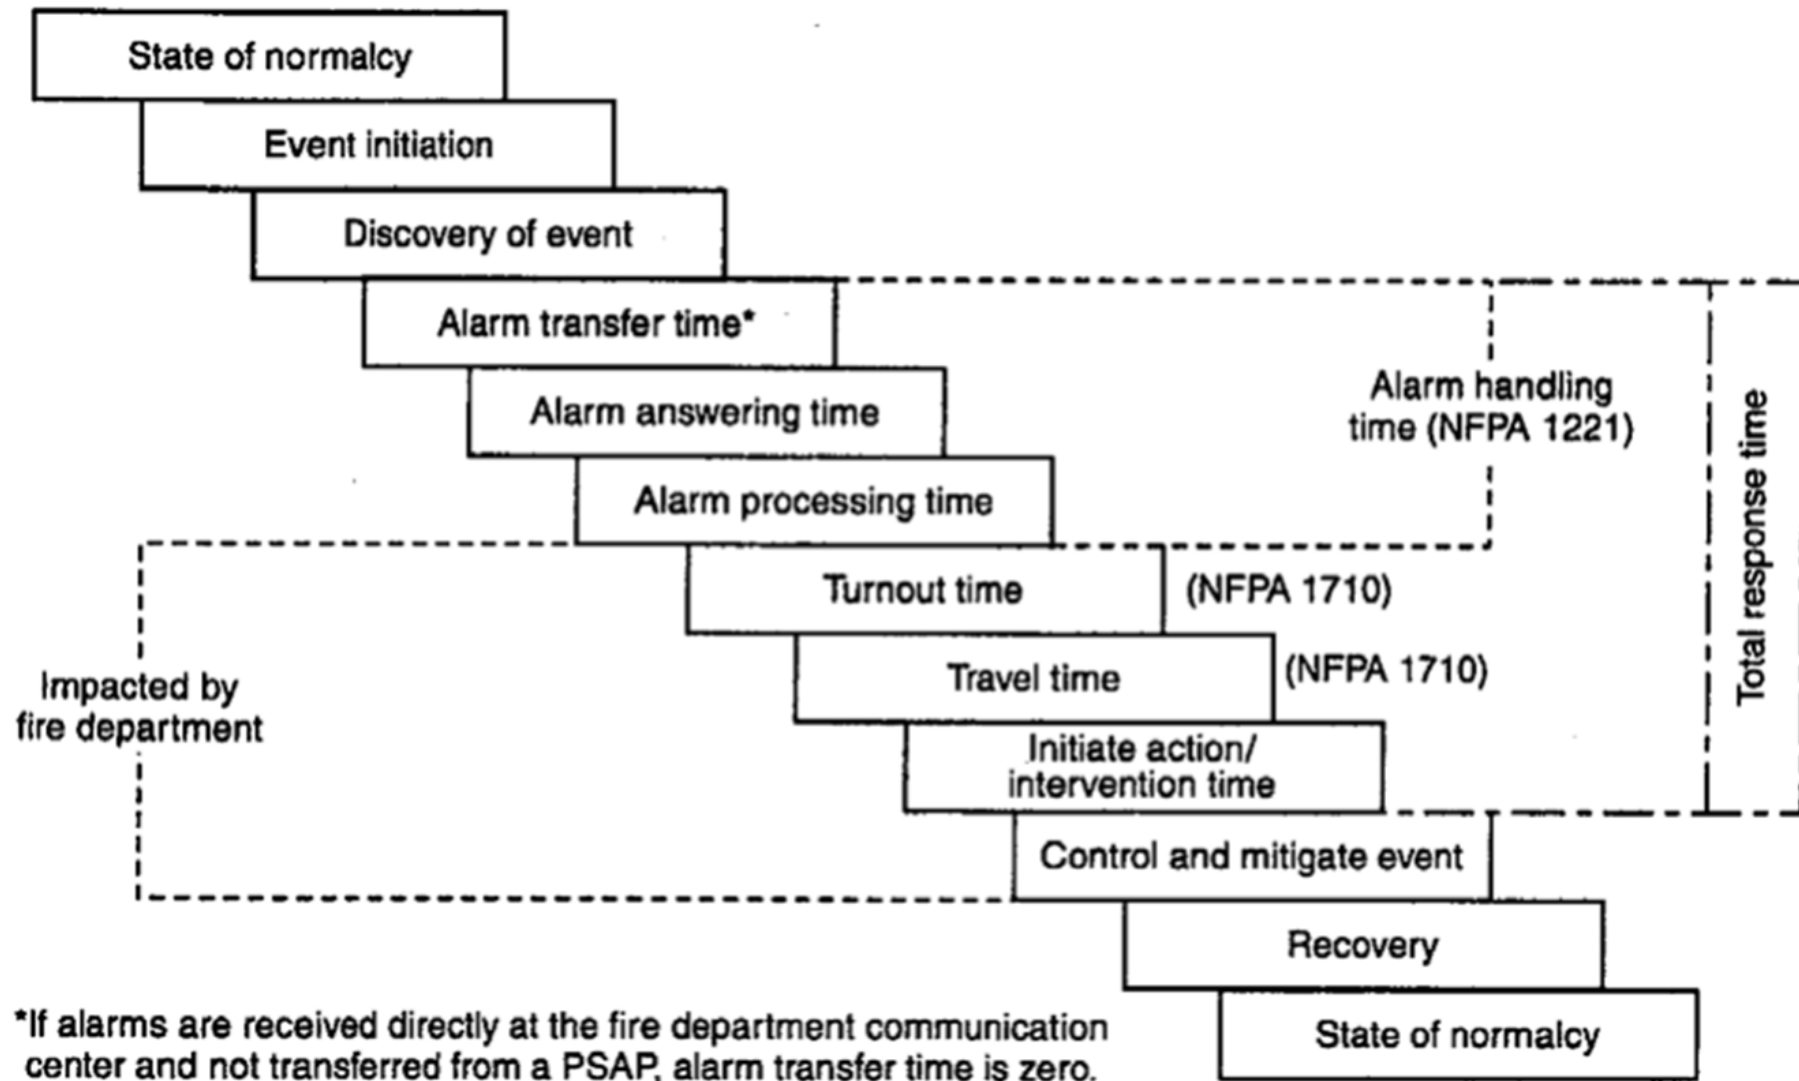 State of normalcy
Event initiation
Discovery of event
Alarm transfer time*
Alarm answering time
Alarm handling
time (NFPA 1221)
Alarm processing time
Total response time
Turnout time
(NFPA 1710)
Travel time
(NFPA 1710)
Impacted by
fire department
Initiate action/
intervention time
Control and mitigate event
Recovery
State of normalcy
*If alarms are received directly at the fire department communication
center and not transferred from a PSAP, alarm transfer time is zero.